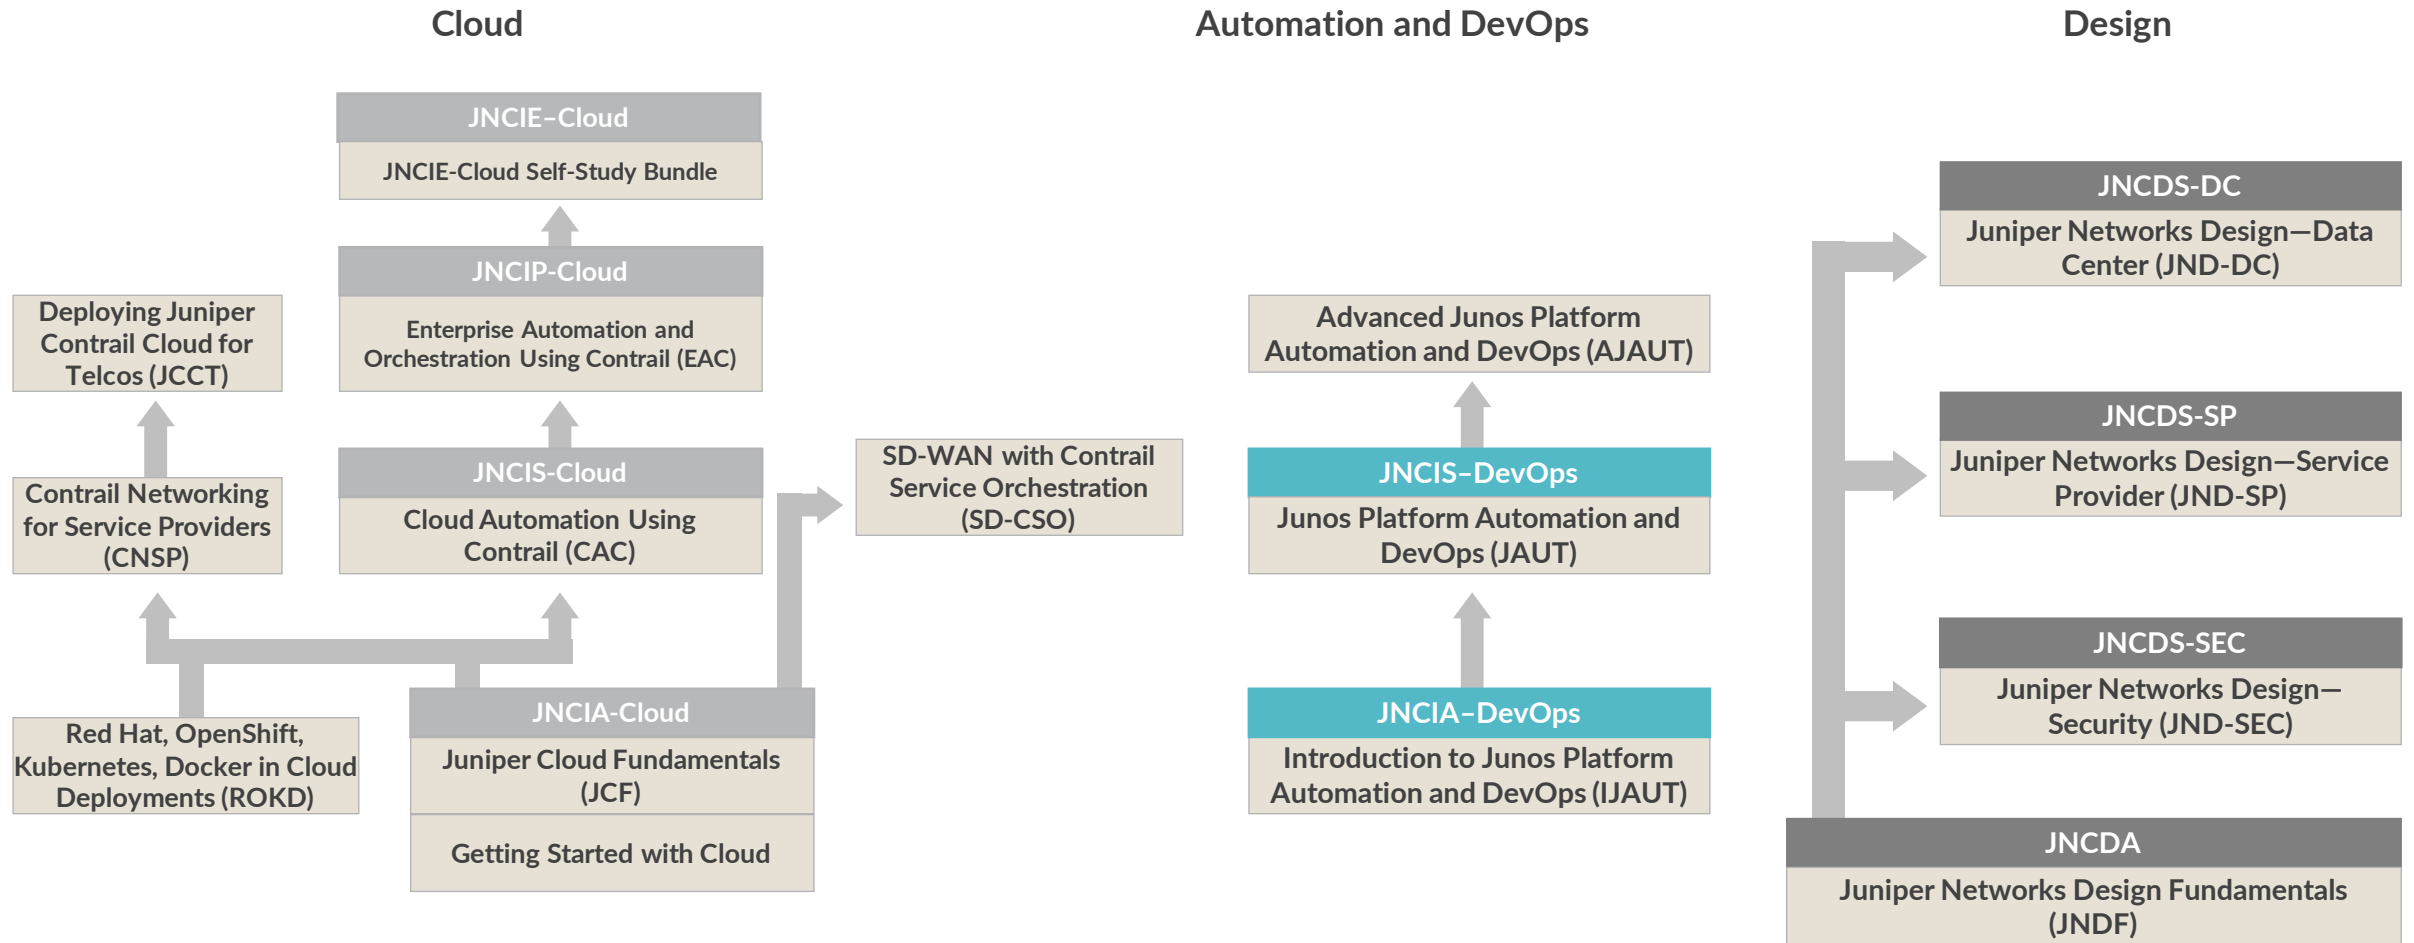 Cloud
JNCIE–Cloud
JNCIE-Cloud Self-Study Bundle
JNCIP-Cloud
Enterprise Automation and
Orchestration Using Contrail (EAC)
Deploying Juniper
Contrail Cloud for
Telcos (JCCT)
JNCIS-Cloud
Cloud Automation Using
Contrail (CAC)
Contrail Networking
for Service Providers
(CNSP)
SD-WAN with Contrail
Service Orchestration
(SD-CSO)
Red Hat, OpenShift,
Kubernetes, Docker in Cloud
Deployments (ROKD)
JNCIA-Cloud
Juniper Cloud Fundamentals
(JCF)
Getting Started with Cloud
Automation and DevOps
Advanced Junos Platform
Automation and DevOps (AJAUT)
JNCIS–DevOps
Junos Platform Automation and
DevOps (JAUT)
JNCIA–DevOps
Introduction to Junos Platform
Automation and DevOps (IJAUT)
Design
JNCDS-DC
Juniper Networks Design—Data
Center (JND-DC)
JNCDS-SP
Juniper Networks Design—Service
Provider (JND-SP)
JNCDS-SEC
Juniper Networks Design—
Security (JND-SEC)
JNCDA
Juniper Networks Design Fundamentals
(JNDF)